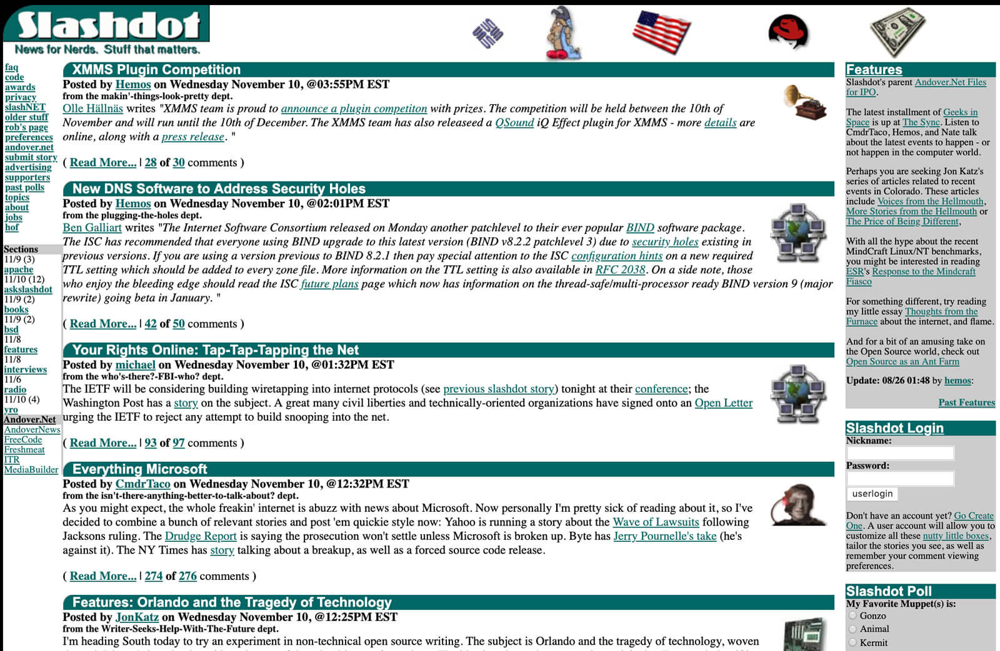 Slashdot
News for Nerds. Stuff that matters.
faq
code
awards
privacy
slashNET
older stuff
rob's page
preferences
andover.net
submit story
advertising
supporters
past polls
topics
about
jobs
hof
Sections
11/9 (3)
apache
11/10 (12)
askslashdot
11/9 (2)
books
11/9 (2)
bsd
11/8
features
11/8
interviews
11/6
radio
11/10 (4)
yro
Andover.Net
AndoverNews
FreeCode
Freshmeat
ITR
MediaBuilder
XMMS Plugin Competition
Posted by Hemos on Wednesday November 10, @03:55PM EST
from the makin'-things-look-pretty dept.
Olle Hällnäs writes "XMMS team is proud to announce a plugin competiton with prizes. The competition will be held between the 10th of
November and will run until the 10th of December. The XMMS team has also releaseed a QSound iQ Effect plugin for XMMS - more details are
online, along with a press release. "
( Read More... | 28 of 30 comments )
New DNS Software to Address Security Holes
Posted by Hemos on Wednesday November 10, @02:01PM EST
from the plugging-the-holes dept.
Ben Galliart writes "The Internet Software Consortium released on Monday another patchlevel to their ever popular BIND software package.
The ISC has recommended that everyone using BIND upgrade to this latest version (BIND v8.2.2 patchlevel 3) due to security holes existing in
previous versions. If you are using a version previous to BIND 8.2.1 then pay special attention to the ISC configuration hints on a new required
TTL setting which should be added to every zone file. More information on the TTL setting is also available in RFC 2038. On a side note, those
who enjoy the bleeding edge should read the ISC future plans page which now has information on the thread-safe/multi-processor ready BIND version 9 (major
rewrite) going beta in January. "
( Read More... | 42 of 50 comments )
Your Rights Online: Tap-Tap-Tapping the Net
Posted by michael on Wednesday November 10, @01:32PM EST
from the who's-there?-FBI-who? dept.
The IETF will be considering building wiretapping into internet protocols (see previous slashdot story) tonight at their conference; the
Washington Post has a story on the subject. A great many civil liberties and technically-oriented organizations have signed onto an Open Letter
urging the IETF to reject any attempt to build snooping into the net.
( Read More... | 93 of 97 comments )
Everything Microsoft
Posted by CmdrTaco on Wednesday November 10, @12:32PM EST
from the isn't-there-anything-better-to-talk-about? dept.
As you might expect, the whole freakin' internet is abuzz with news about Microsoft. Now personally I'm pretty sick of reading about it, so I've
decided to combine a bunch of relevant stories and post 'em quickie style now: Yahoo is running a story about the Wave of Lawsuits following
Jacksons ruling. The Drudge Report is saying the prosecution won't settle unless Microsoft is broken up. Byte has Jerry Pournelle's take (he's
against it). The NY Times has story talking about a breakup, as well as a forced source code release.
( Read More... | 274 of 276 comments )
Features: Orlando and the Tragedy of Technology
Posted by JonKatz on Wednesday November 10, @12:25PM EST
from the Writer-Seeks-Help-With-The-Future dept.
I'm heading South today to try an experiment in non-technical open source writing. The subject is Orlando and the tragedy of technology, woven
Features
Slashdot's parent Andover.Net Files
for IPO.
The latest installment of Geeks in
Space is up at The Sync. Listen to
CmdrTaco, Hemos, and Nate talk
about the latest events to happen - or
not happen in the computer world.
Perhaps you are seeking Jon Katz's
series of articles related to recent
events in Colorado. These articles
include Voices from the Hellmouth,
More Stories from the Hellmouth or
The Price of Being Different,
With all the hype about the recent
MindCraft Linux/NT benchmarks,
you might be interested in reading
ESR's Response to the Mindcraft
Fiasco
For something different, try reading
my little essay Thoughts from the
Furnace about the internet, and flame.
And for a bit of an amusing take on
the Open Source world, check out
Open Source as an Ant Farm
Update: 08/26 01:48 by hemos:
Past Features
Slashdot Login
Nickname:
Password:
userlogin
Don't have an account yet? Go Create
One. A user account will allow you to
customize all these nutty little boxes,
tailor the stories you see, as well as
remember your comment viewing
preferences.
Slashdot Poll
My Favorite Muppet(s) is:
Gonzo
Animal
Kermit